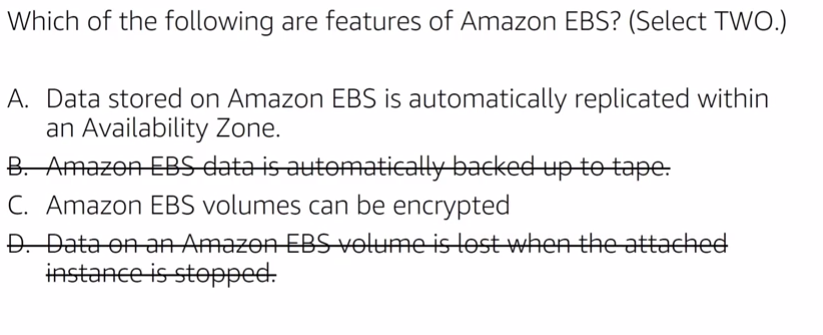 Which of the following are features of Amazon EBS? (Select TWO.)
A. Data stored on Amazon EBS is automatically replicated within
an Availability Zone.
B. Amazon EBS data is automatically backed up to tape.
C. Amazon EBS volumes can be encrypted
D. Data on an Amazon EBS volume is lost when the attached
instance is stopped.